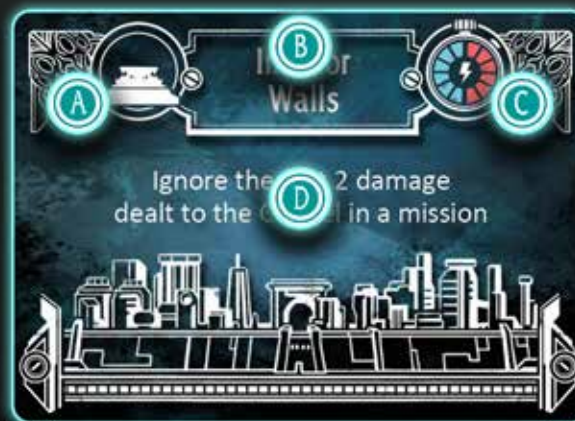 B
A
C
Walls
Ignore the 2 damage
D
dealt to the in a mission